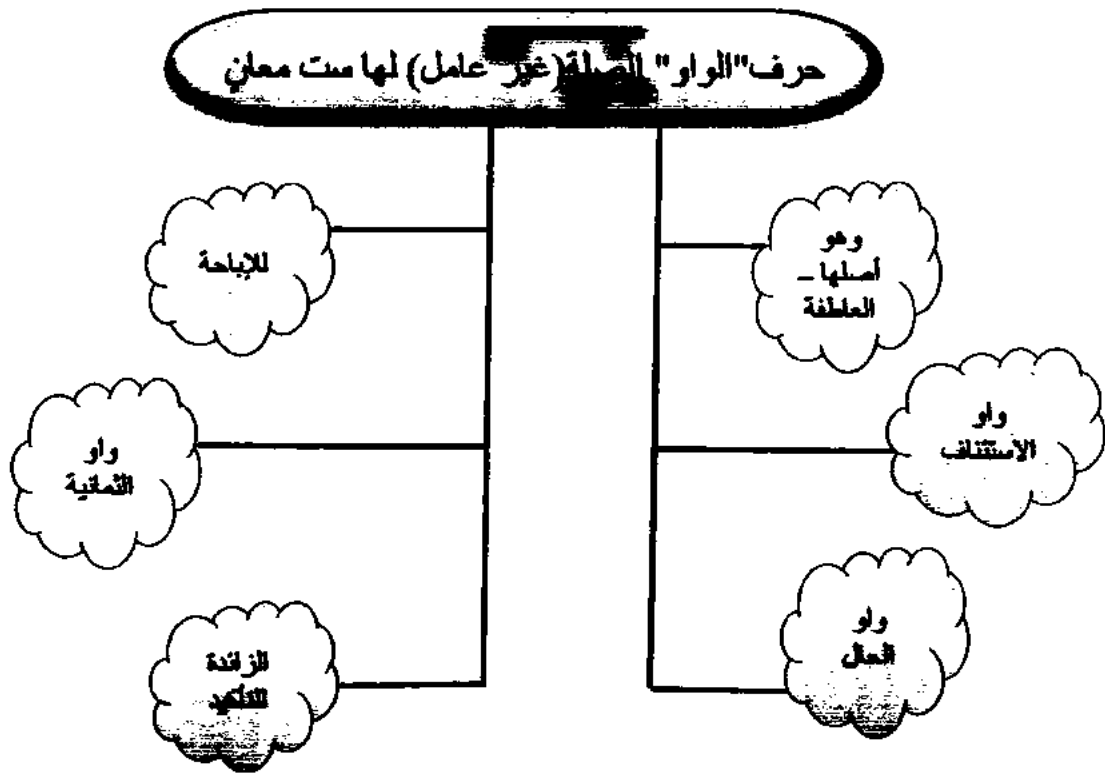 حرف"الواو" الصلة(غير عامل) لها ست معانٍ
وهو
أصلها –
العاطفة
واو
الاستئناف
واو
الحال
للإباحة
واو
الثمانية
الزائدة
للتأكيد